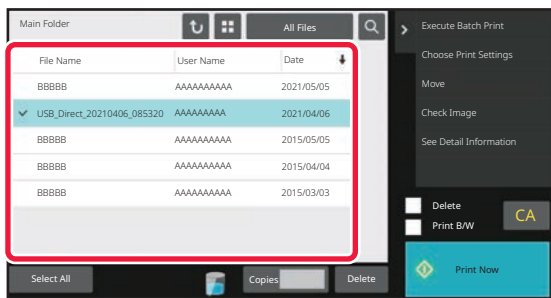 Main Folder
All Files
File Name User Name Date
BBBBB AAAAAAAAAA 2021/05/05
USB_Direct_20210406_085320 AAAAAAAAA 2021/04/06
BBBBB AAAAAAAAAA 2015/05/05
BBBBB AAAAAAAAAA 2015/04/04
BBBBB AAAAAAAAAA 2015/03/03
Select All
Copies
Delete
Execute Batch Print
Choose Print Settings
Move
Check Image
See Detail Information
Delete
Print B/W
CA
Print Now